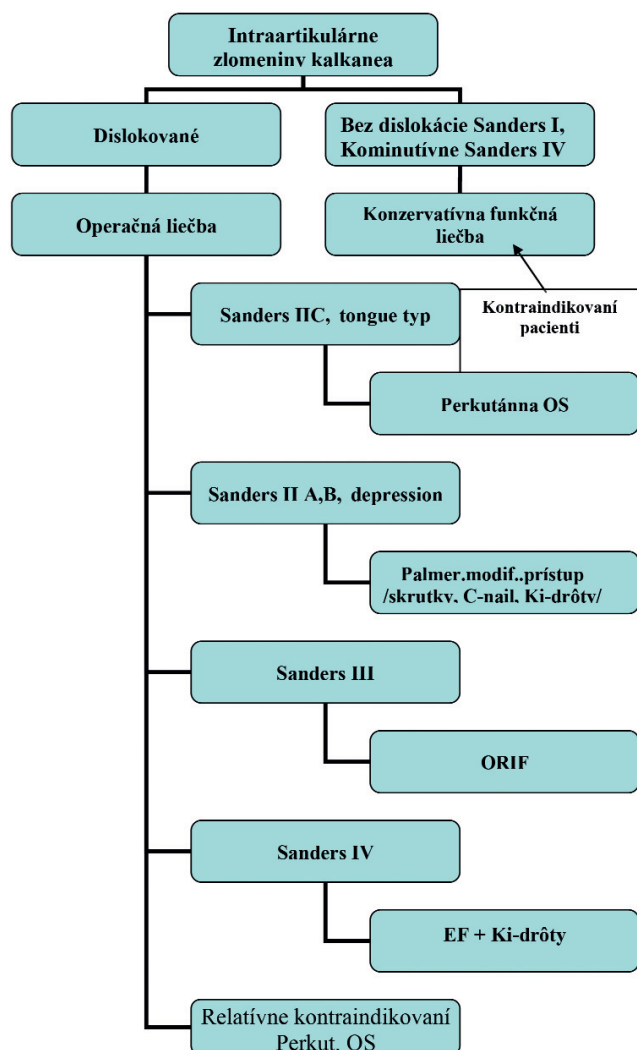 Intraartikulárne
zlomeniny kalkanea
Dislokované
Bez dislokácie Sanders I,
Kominutívne Sanders IV
Operačná liečba
Konzervatívna funkčná
liečba
Kontraindikovaní
pacienti
Sanders IIC, tongue typ
Perkutánna OS
Sanders II A,B, depression
Palmer.modif..prístup
/skrutky, C-nail, Ki-drôty/
Sanders III
ORIF
Sanders IV
EF + Ki-drôty
Relatívne kontraindikovaní
Perkut. OS